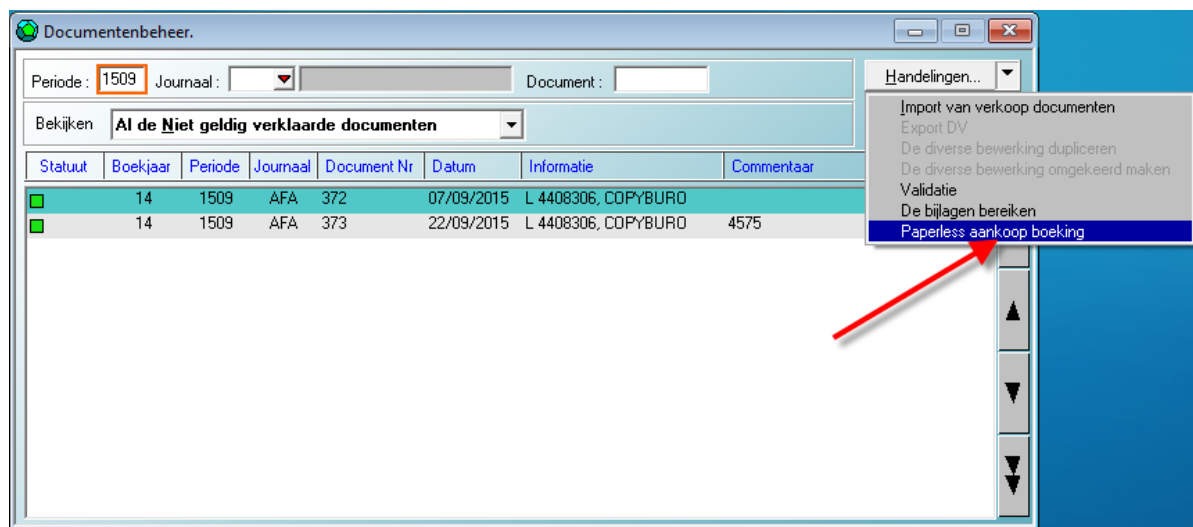 Documentenbeheer.
Periode : 1509 Journaal : Document : Handelingen...
Import van verkoop documenten
Export DV
De diverse bewerking dupliceren
De diverse bewerking omgekeerd maken
Validatie
De bijlagen bereiken
Paperless aankoop boeking
Bekijken Al de Niet geldig verklaarde documenten
Statuut Boekjaar Periode Journaal Document Nr Datum Informatie Commentaar
14 1509 AFA 372 07/09/2015 L 4408306, COPYBURO
14 1509 AFA 373 22/09/2015 L 4408306, COPYBURO 4575